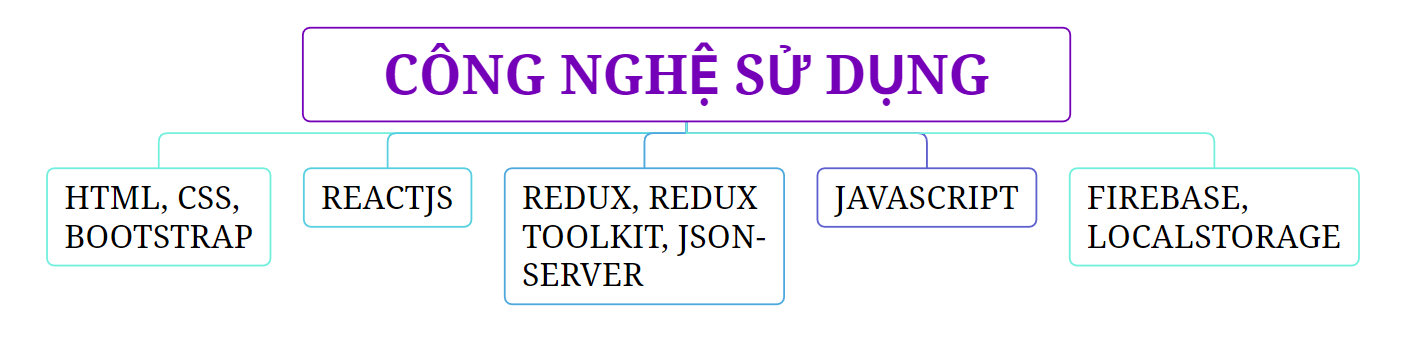 CÔNG NGHỆ SỬ DỤNG
HTML, CSS,
BOOTSTRAP
REACTJS
REDUX, REDUX
TOOLKIT, JSON-
SERVER
JAVASCRIPT
FIREBASE,
LOCALSTORAGE